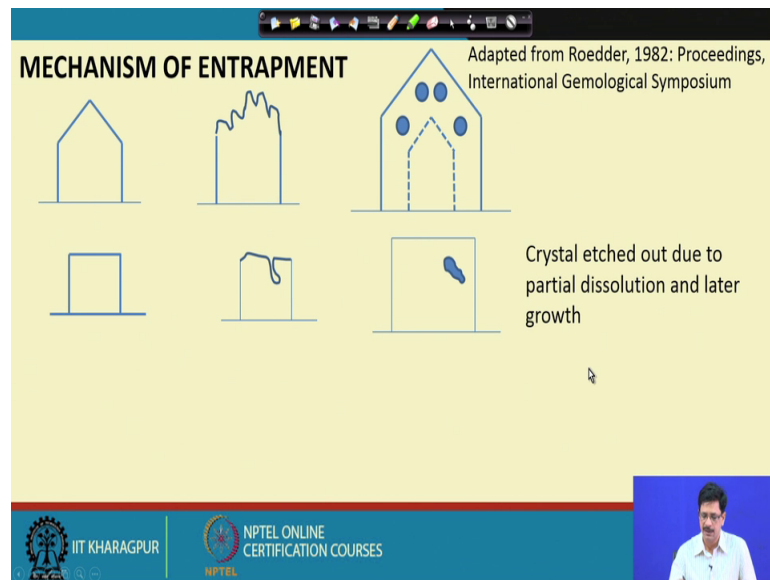 MECHANISM OF ENTRAPMENT
Adapted from Roedder, 1982: Proceedings,
International Gemological Symposium
Crystal etched out due to
partial dissolution and later
growth
IIT KHARAGPUR
NPTEL
NPTEL ONLINE
CERTIFICATION COURSES